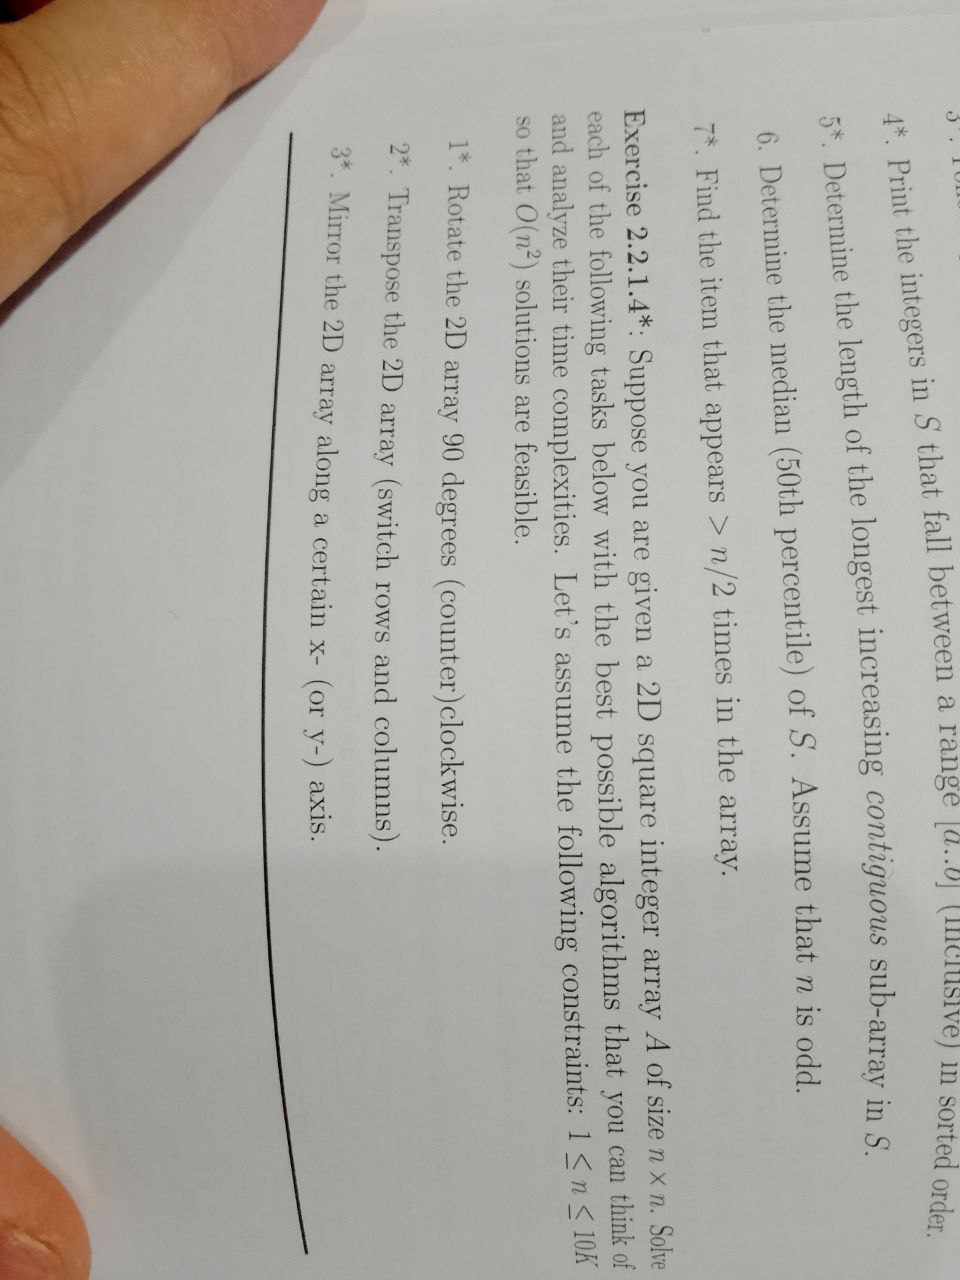 4*. Print the integers in S that fall between a range [a..b] (inclusive) in sorted order.
5*. Determine the length of the longest increasing contiguous sub-array in S.
6. Determine the median (50th percentile) of S. Assume that n is odd.
7*. Find the item that appears > n/2 times in the array.
Exercise 2.2.1.4*: Suppose you are given a 2D square integer array A of size n × n. Solve
each of the following tasks below with the best possible algorithms that you can think of
and analyze their time complexities. Let's assume the following constraints: 1 ≤ n ≤ 10K
so that O(n²) solutions are feasible.
1*. Rotate the 2D array 90 degrees (counter)clockwise.
2*. Transpose the 2D array (switch rows and columns).
3*. Mirror the 2D array along a certain x- (or y-) axis.